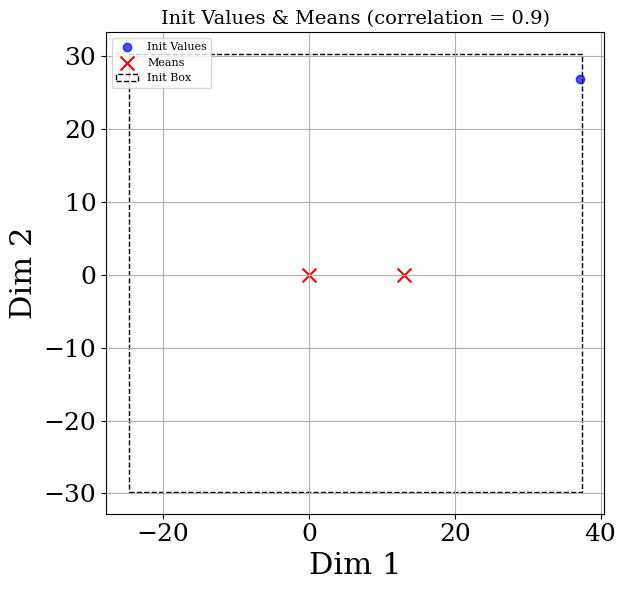 Init Values & Means (correlation = 0.9)
Init Values
Means
Init Box
30
20
10
0
−10
−20
−30
Dim 2
−20
0
20
40
Dim 1